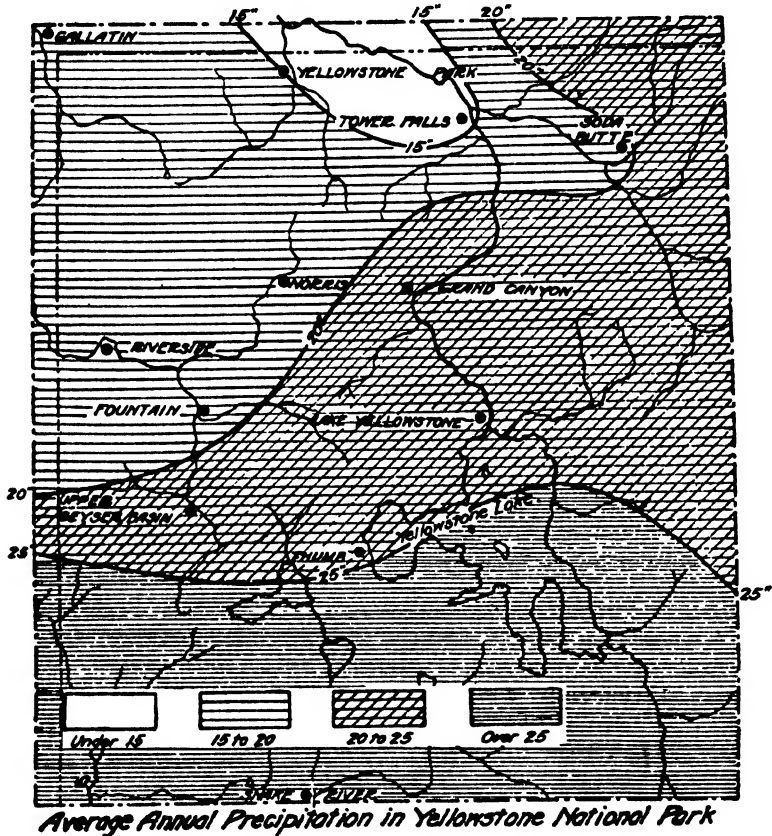 15" 15" 20"
GALLATIN
YELLOWSTONE PARK
20"
TOWER FALLS
SODA
BUTTE
15"
NORRIS
GRAND CANYON
20"
RIVERSIDE
FOUNTAIN
LAKE YELLOWSTONE
20"
UPPER
GEYSER BASIN
Yellowstone Lake
25"
THUMB
25"
25"
Under 15 15 to 20 20 to 25 Over 25
SNAKE RIVER
Average Annual Precipitation in Yellowstone National Park